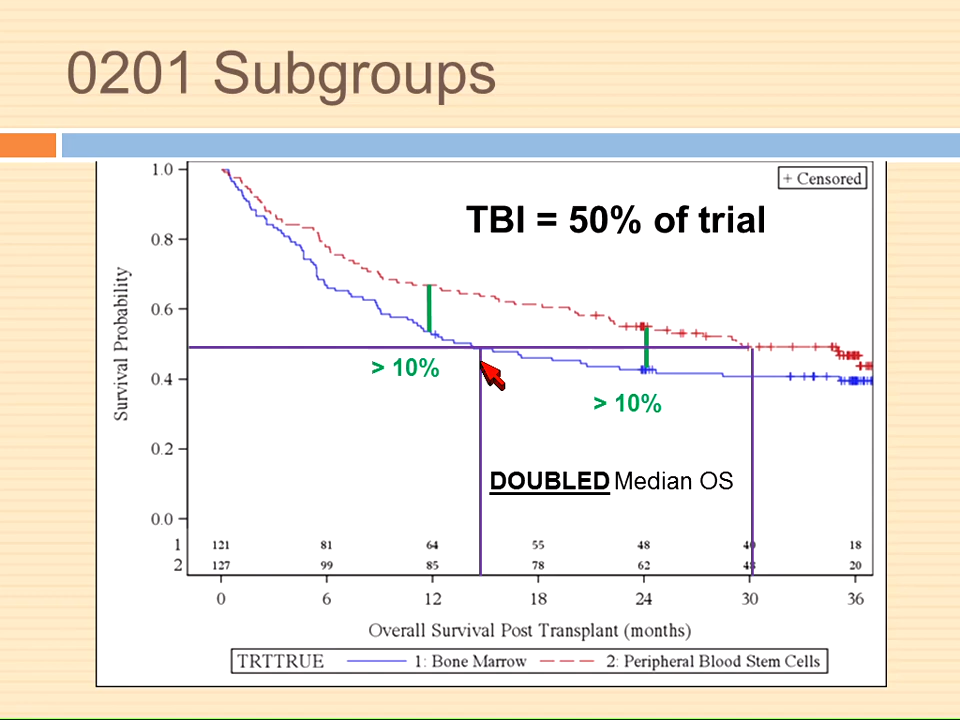 0201 Subgroups
1.0
+ Censored
TBI = 50% of trial
0.8
Survival Probability
0.6
> 10%
0.4
> 10%
0.2
DOUBLED Median OS
0.0
1 121 81 64 55 48 40 18
2 127 99 85 78 62 48 20
0 6 12 18 24 30 36
Overall Survival Post Transplant (months)
TRTTRUE 1: Bone Marrow 2: Peripheral Blood Stem Cells